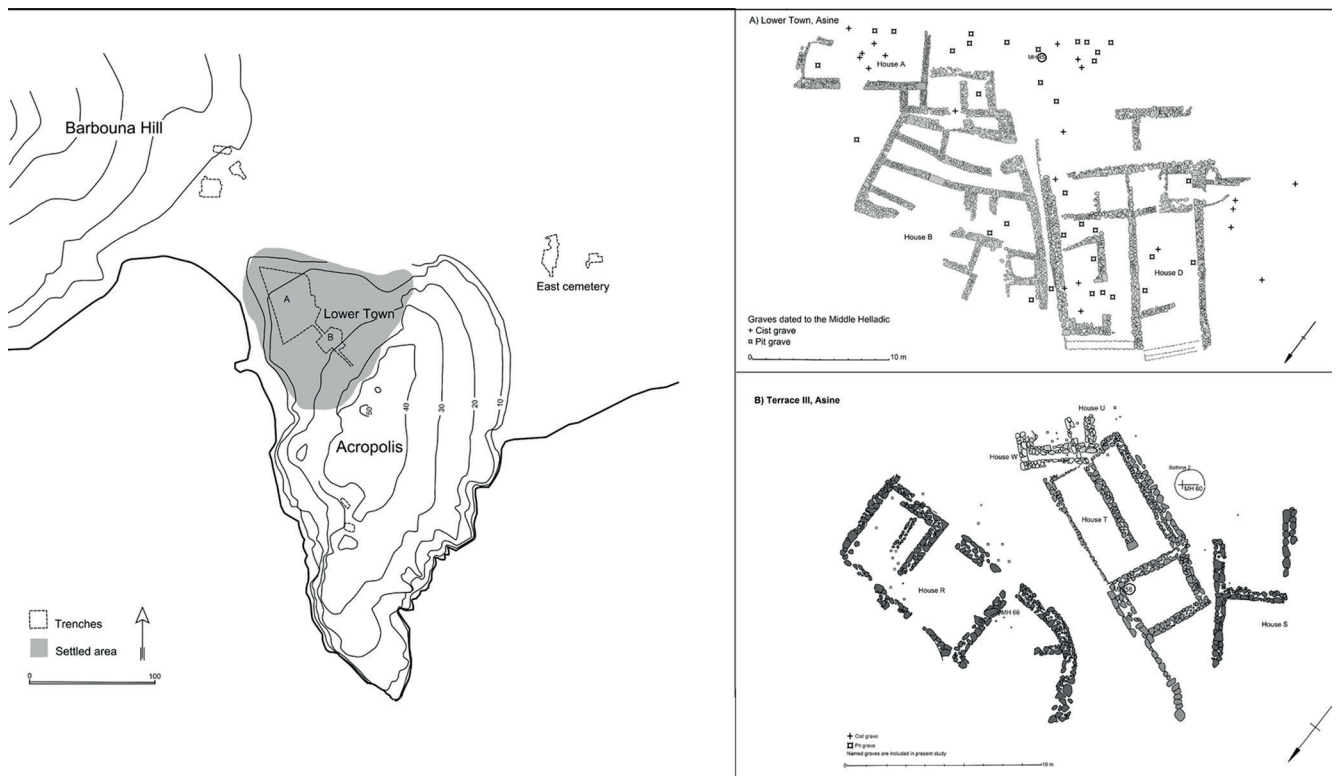 Barbouna Hill
East cemetery
A
Lower Town
B
50
40
30
20
10
Acropolis
Trenches
Settled area
0 100
A) Lower Town, Asine
House A
MH 45
House B
House D
Graves dated to the Middle Helladic
+ Cist grave
¤ Pit grave
0 10 m
B) Terrace III, Asine
House U
House W
Bothros 2
MH 60
House T
House R
MH 66
House S
+ Cist grave
¤ Pit grave
Named graves are included in present study
0 10 m